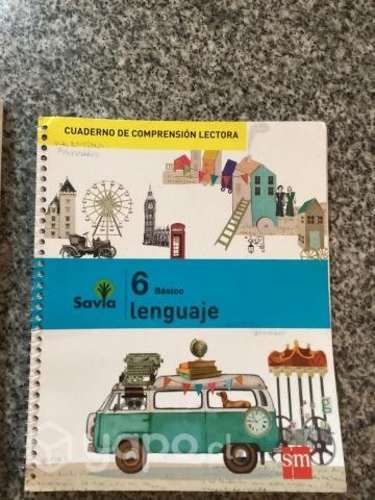 CUADERNO DE COMPRENSIÓN LECTORA
Savia
6 Básico
lenguaje
yapo.cl
sm